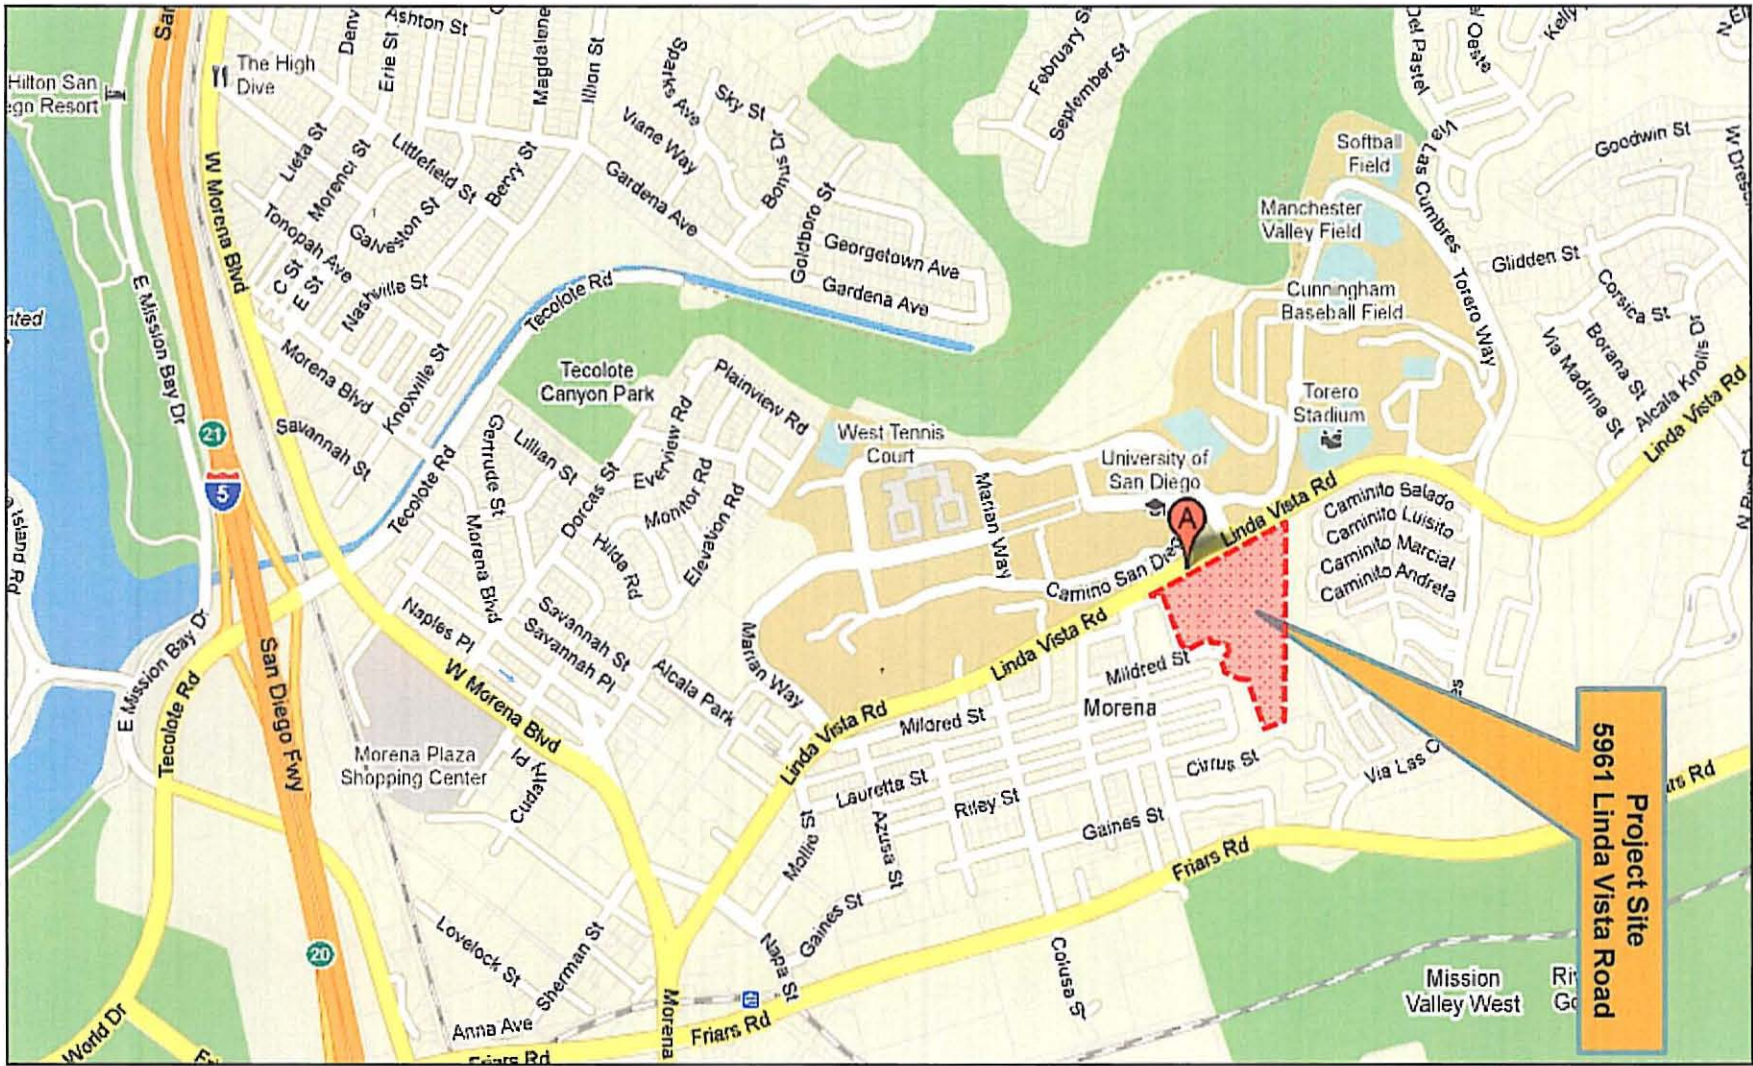 Ashton St
Erie St
Denv
Magdalene
Illion St
The High
Dive
Hilton San
ego Resort
Sparks Ave
Sky St
Viane Way
Bonus Dr
February St
September St
Del Pastel
Via Las Cumbres
Goodwin St
Softball
Field
Manchester
Valley Field
Cunningham
Baseball Field
Torero Way
Glidden St
Corsica St
Borana St
Via Madrina St
Alcala Knolls Dr
Linda Vista Rd
Lieta St
Morenci St
Littlefield St
Bervy St
Galveston St
Tonopah Ave
C St
E St
Nashville St
Gardena Ave
Goldboro St
Georgetown Ave
Gardena Ave
W Morena Blvd
E Mission Bay Dr
Tecolote Rd
Morena Blvd
Knoxville St
Savannah St
Tecolote
Canyon Park
Plainview Rd
West Tennis
Court
Torero
Stadium
University of
San Diego
21
5
Tecolote Rd
Gertrude St
Lillian St
Dorcas St
Everview Rd
Monitor Rd
Elevation Rd
Hilda Rd
Morena Blvd
Marian Way
A
Linda Vista Rd
Caminito Salado
Caminito Luisito
Caminito Marcial
Caminito Andreta
Camino San Dieg
Linda Vista Rd
Naples Pl
Savannah St
Savannah Pl
Alcala Park
Marian Way
Mildred St
Morena
Mildred St
Linda Vista Rd
Lauretta St
Riley St
Cirrus St
Gaines St
Via Las C
E Mission Bay Dr
Tecolote Rd
San Diego Fwy
W Morena Blvd
Morena Plaza
Shopping Center
Cudahy Pl
Mollie St
Azusa St
Gaines St
Friars Rd
Project Site
5961 Linda Vista Road
20
Lovelock St
Sherman St
Napa St
Colusa St
Mission
Valley West
Anna Ave
Morena
Friars Rd
Friars Rd
World Dr